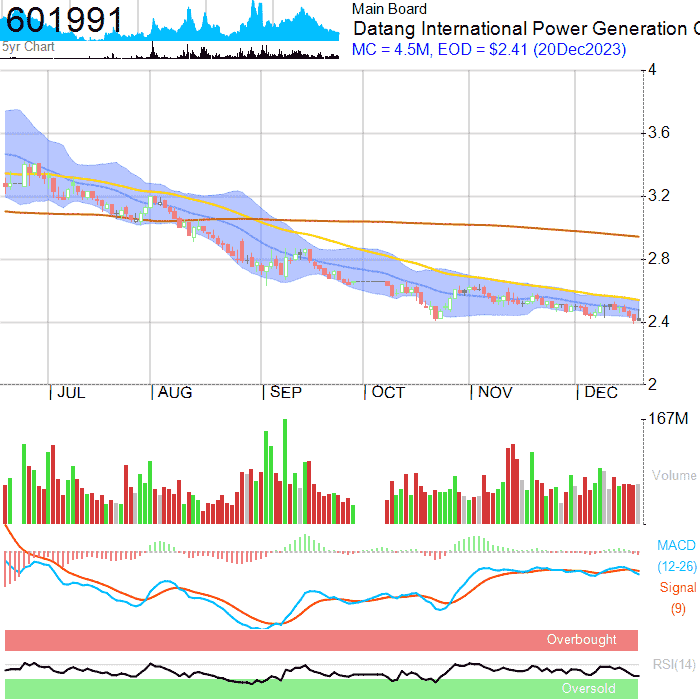 601991
5yr Chart
Main Board
Datang International Power Generation C
MC = 4.5M, EOD = $2.41 (20Dec2023)
4
3.6
3.2
2.8
2.4
2
JUL
AUG
SEP
OCT
NOV
DEC
167M
Volume
MACD
(12-26)
Signal
(9)
Overbought
RSI(14)
Oversold